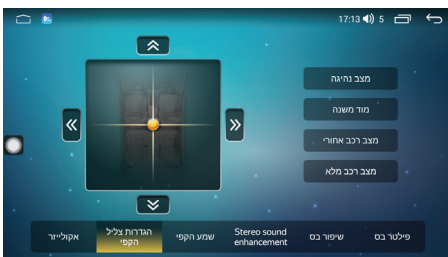 17:13 5
מצב נהיגה
מוד משנה
מצב רכב אחורי
מצב רכב מלא
פילטר בס
שיפור בס
Stereo sound
enhancement
שמע הקפי
הגדרות צליל
הקפי
אקולייזר